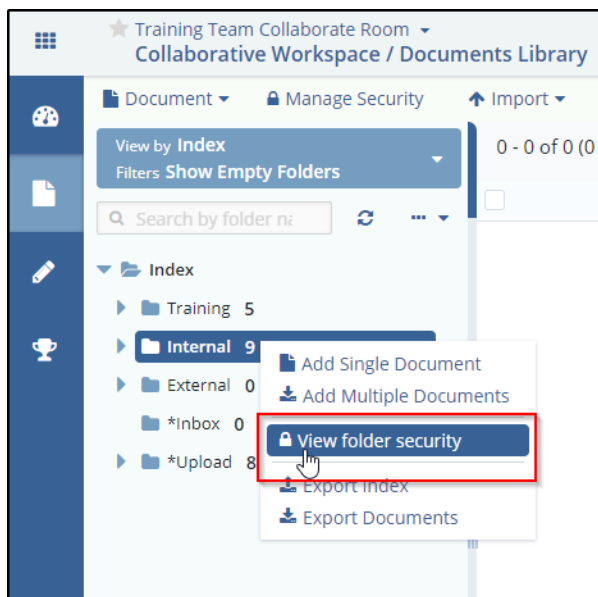 Training Team Collaborate Room
Collaborative Workspace / Documents Library
Document
Manage Security
Import
View by Index
Filters Show Empty Folders
0 - 0 of 0 (0
Search by folder na
Index
Training 5
Internal 9
External 0
*Inbox 0
*Upload 8
Add Single Document
Add Multiple Documents
View folder security
Export Index
Export Documents